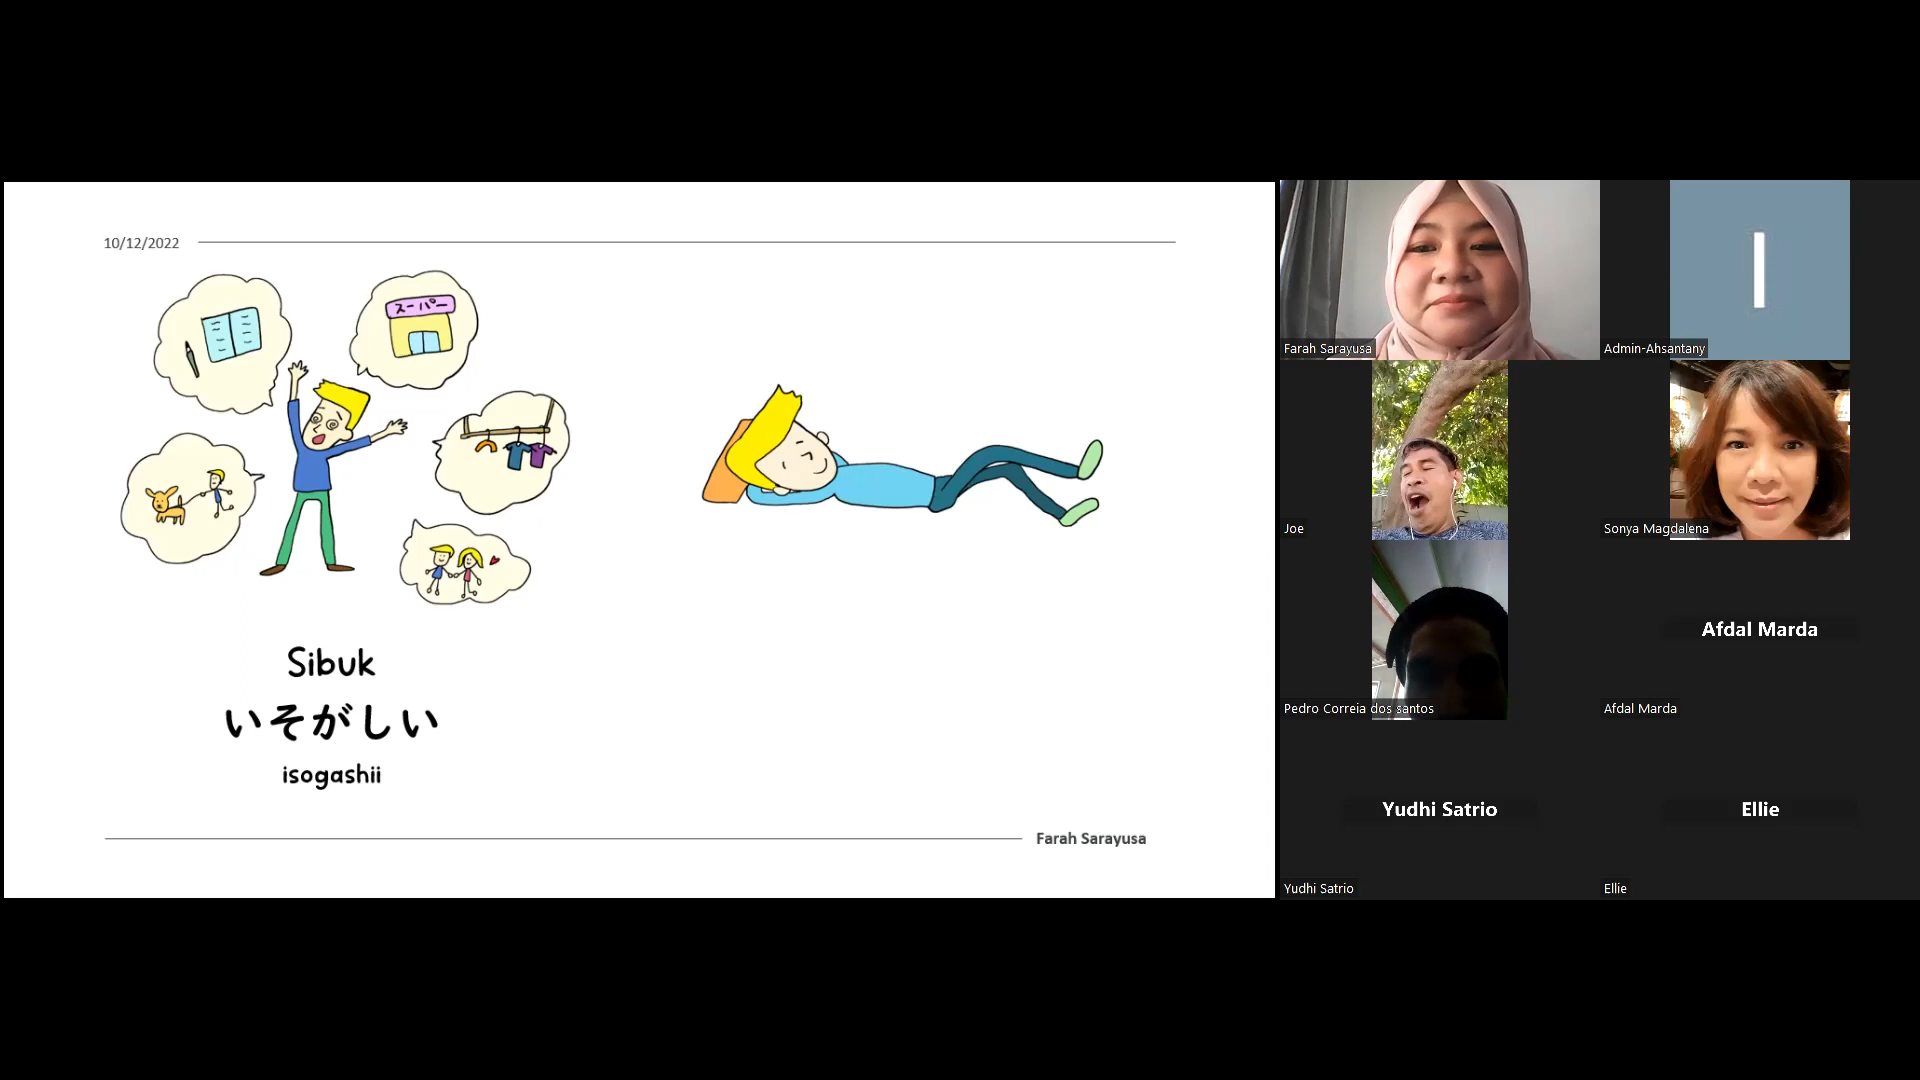 10/12/2022
スーパー
Sibuk
いそがしい
isogashii
Farah Sarayusa
Farah Sarayusa
Admin-Ahsantany
Joe
Sonya Magdalena
Pedro Correia dos santos
Afdal Marda
Afdal Marda
Yudhi Satrio
Ellie
Yudhi Satrio
Ellie